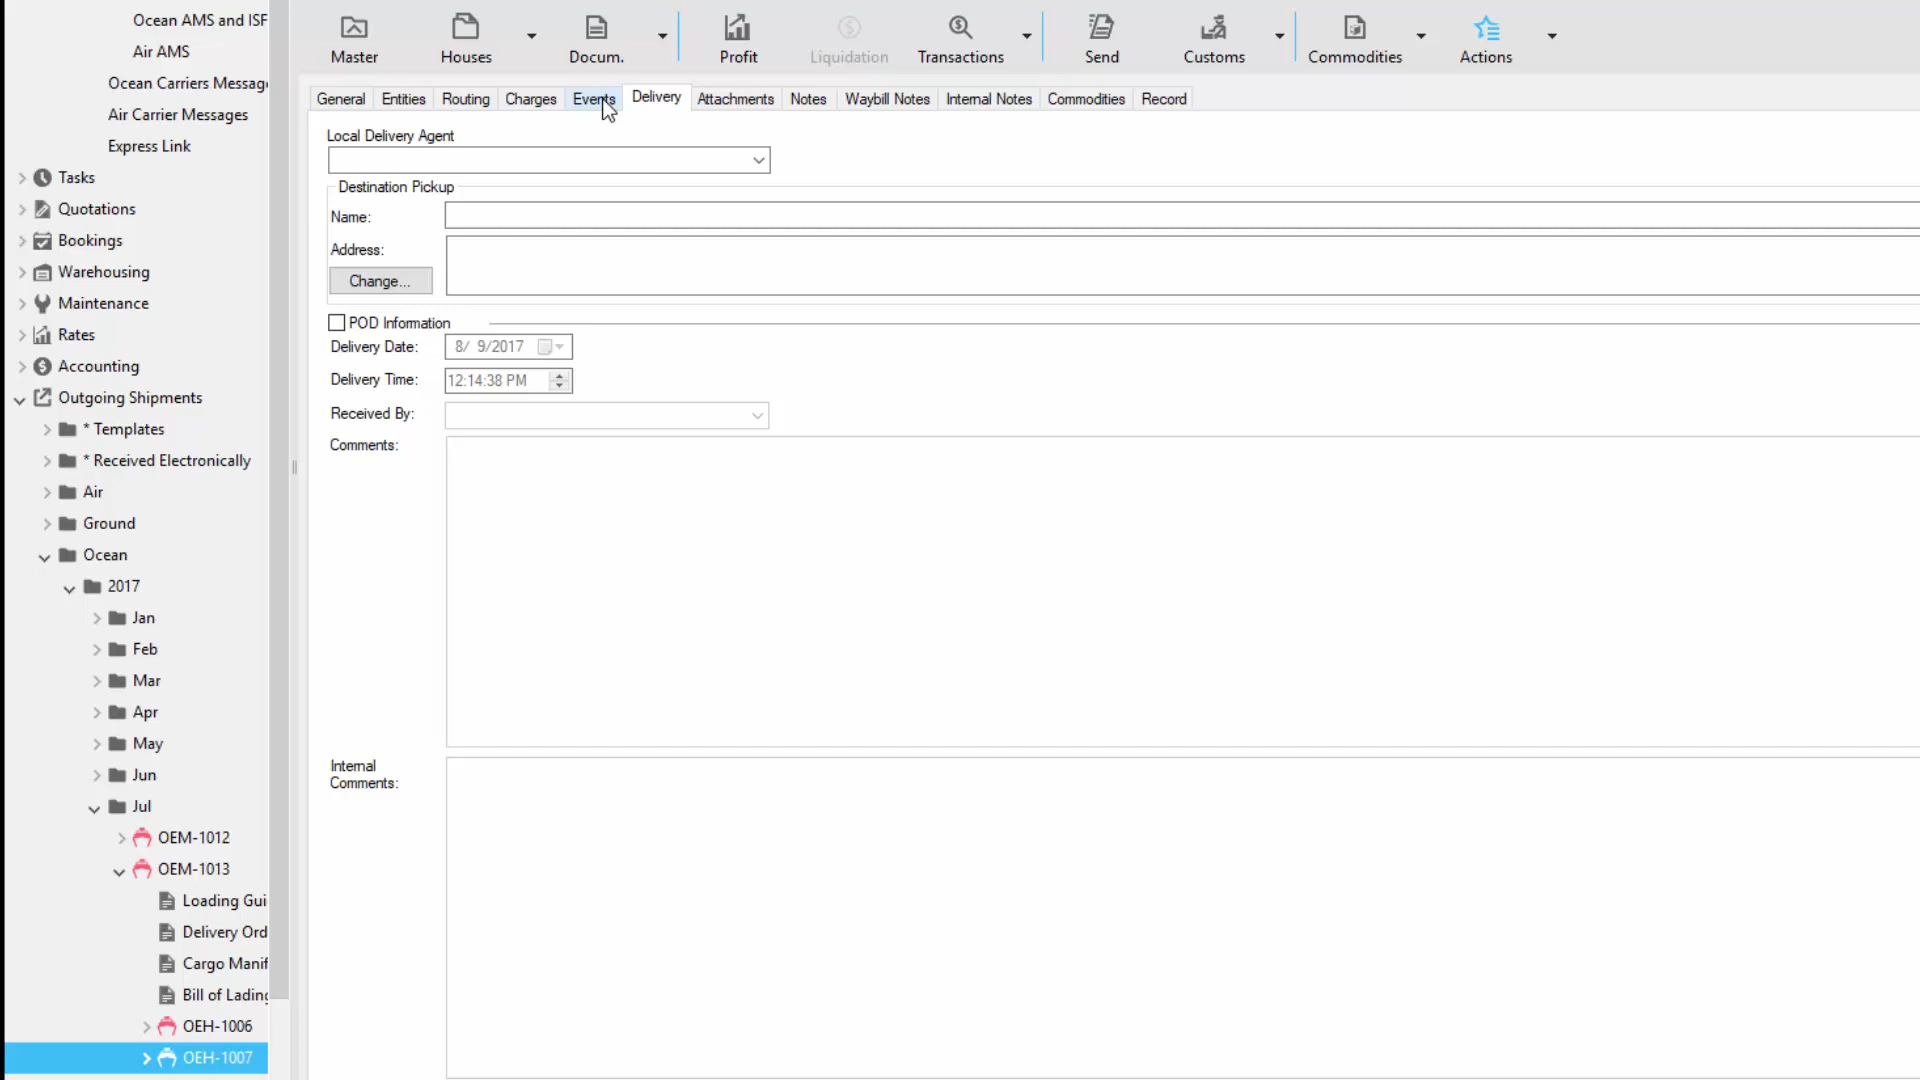 Ocean AMS and ISF
Air AMS
Ocean Carriers Messag
Air Carrier Messages
Express Link
Tasks
Quotations
Bookings
Warehousing
Maintenance
Rates
Accounting
Outgoing Shipments
* Templates
* Received Electronically
Air
Ground
Ocean
2017
Jan
Feb
Mar
Apr
May
Jun
Jul
OEM-1012
OEM-1013
Loading Gui
Delivery Ord
Cargo Manif
Bill of Lading
OEH-1006
OEH-1007
Master Houses Docum. Profit Liquidation Transactions Send Customs Commodities Actions
General Entities Routing Charges Events Delivery Attachments Notes Waybill Notes Internal Notes Commodities Record
Local Delivery Agent
Destination Pickup
Name:
Address:
Change...
POD Information
Delivery Date: 8/ 9/2017
Delivery Time: 12:14:38 PM
Received By:
Comments:
Internal
Comments: